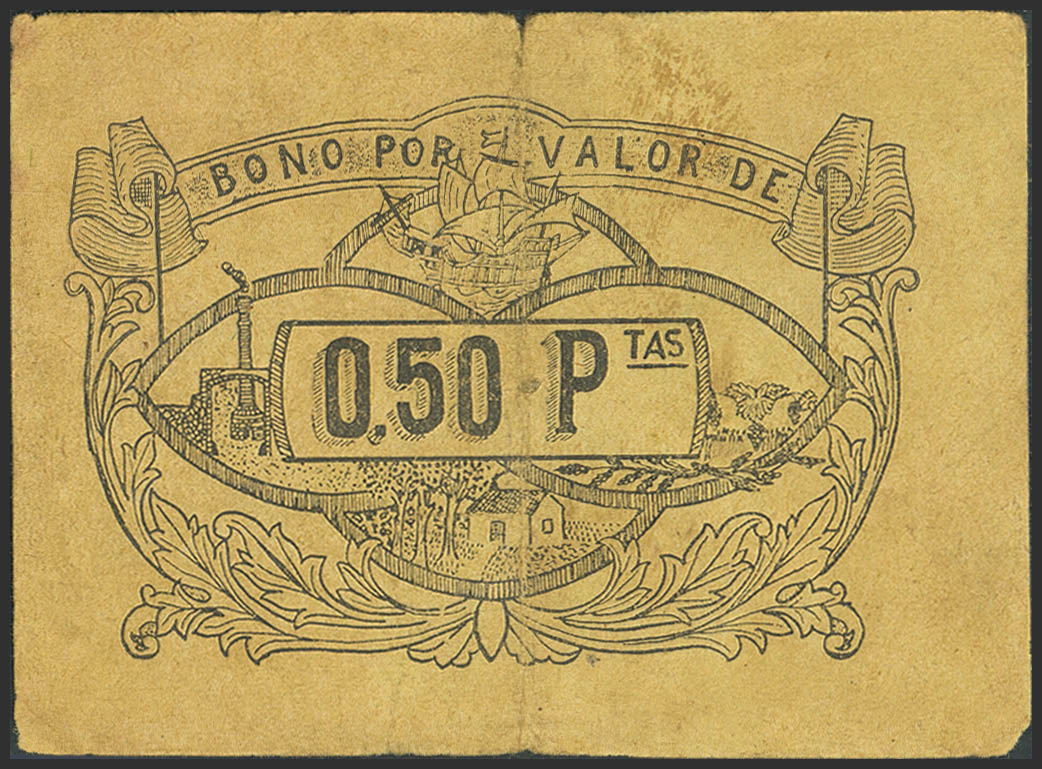 BONO POR EL VALOR DE
0.50 PTAS